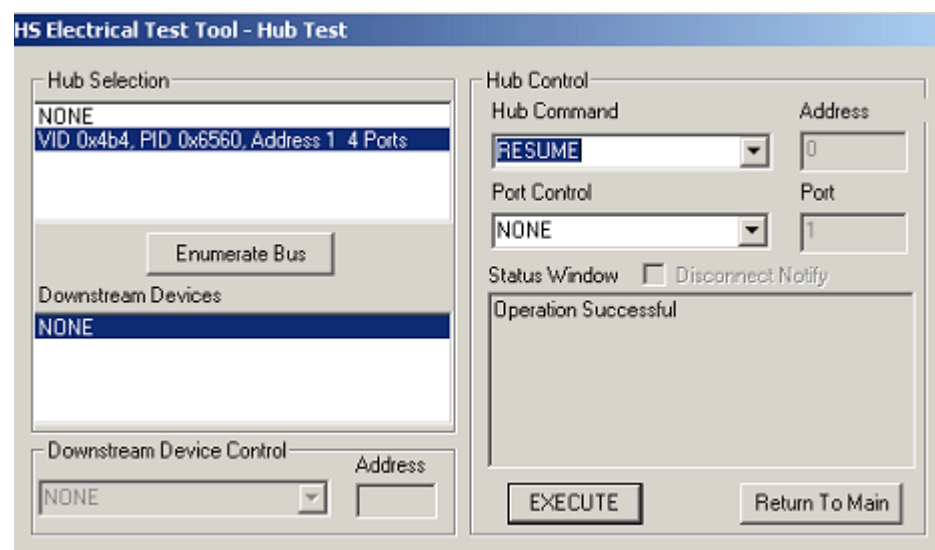 HS Electrical Test Tool - Hub Test
Hub Selection
NONE
VID 0x4b4, PID 0x6560, Address 1  4 Ports
Enumerate Bus
Downstream Devices
NONE
Downstream Device Control
Address
NONE
Hub Control
Hub Command
Address
RESUME
0
Port Control
Port
NONE
1
Status Window
Disconnect Notify
Operation Successful
EXECUTE
Return To Main